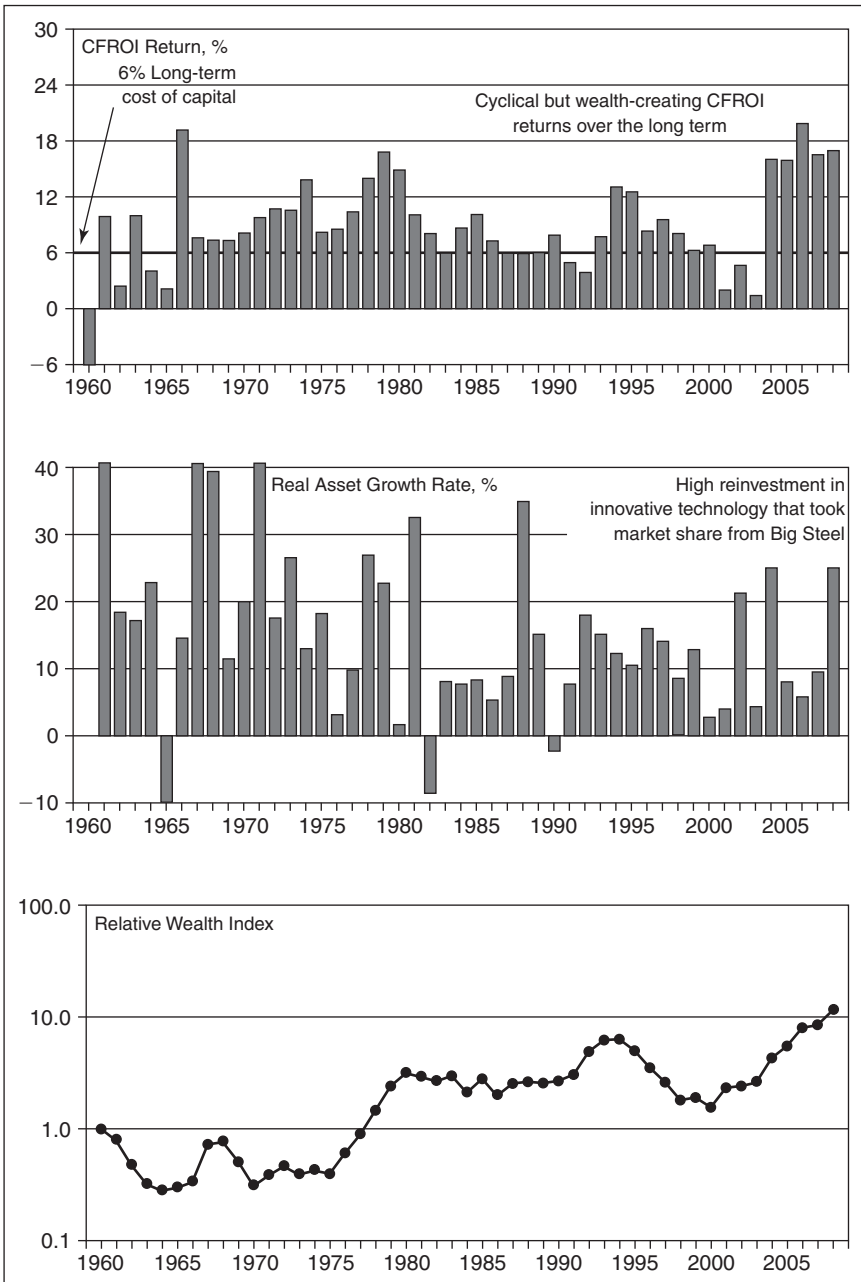 30
24
18
12
6
0
−6
CFROI Return, %
6% Long-term
cost of capital
Cyclical but wealth-creating CFROI
returns over the long term
1960 1965 1970 1975 1980 1985 1990 1995 2000 2005
40
30
20
10
0
−10
Real Asset Growth Rate, %
High reinvestment in
innovative technology that took
market share from Big Steel
1960 1965 1970 1975 1980 1985 1990 1995 2000 2005
100.0
10.0
1.0
0.1
Relative Wealth Index
1960 1965 1970 1975 1980 1985 1990 1995 2000 2005